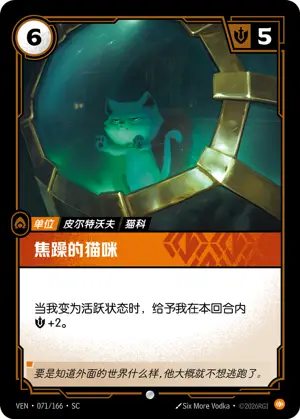 6
5
单位 皮尔特沃夫 猫科
焦躁的猫咪
当我变为活跃状态时，给予我在本回合内
+2。
要是知道外面的世界什么样，他大概就不想逃跑了。
VEN • 071/166 • SC
Six More Vodka • ©2026RGI